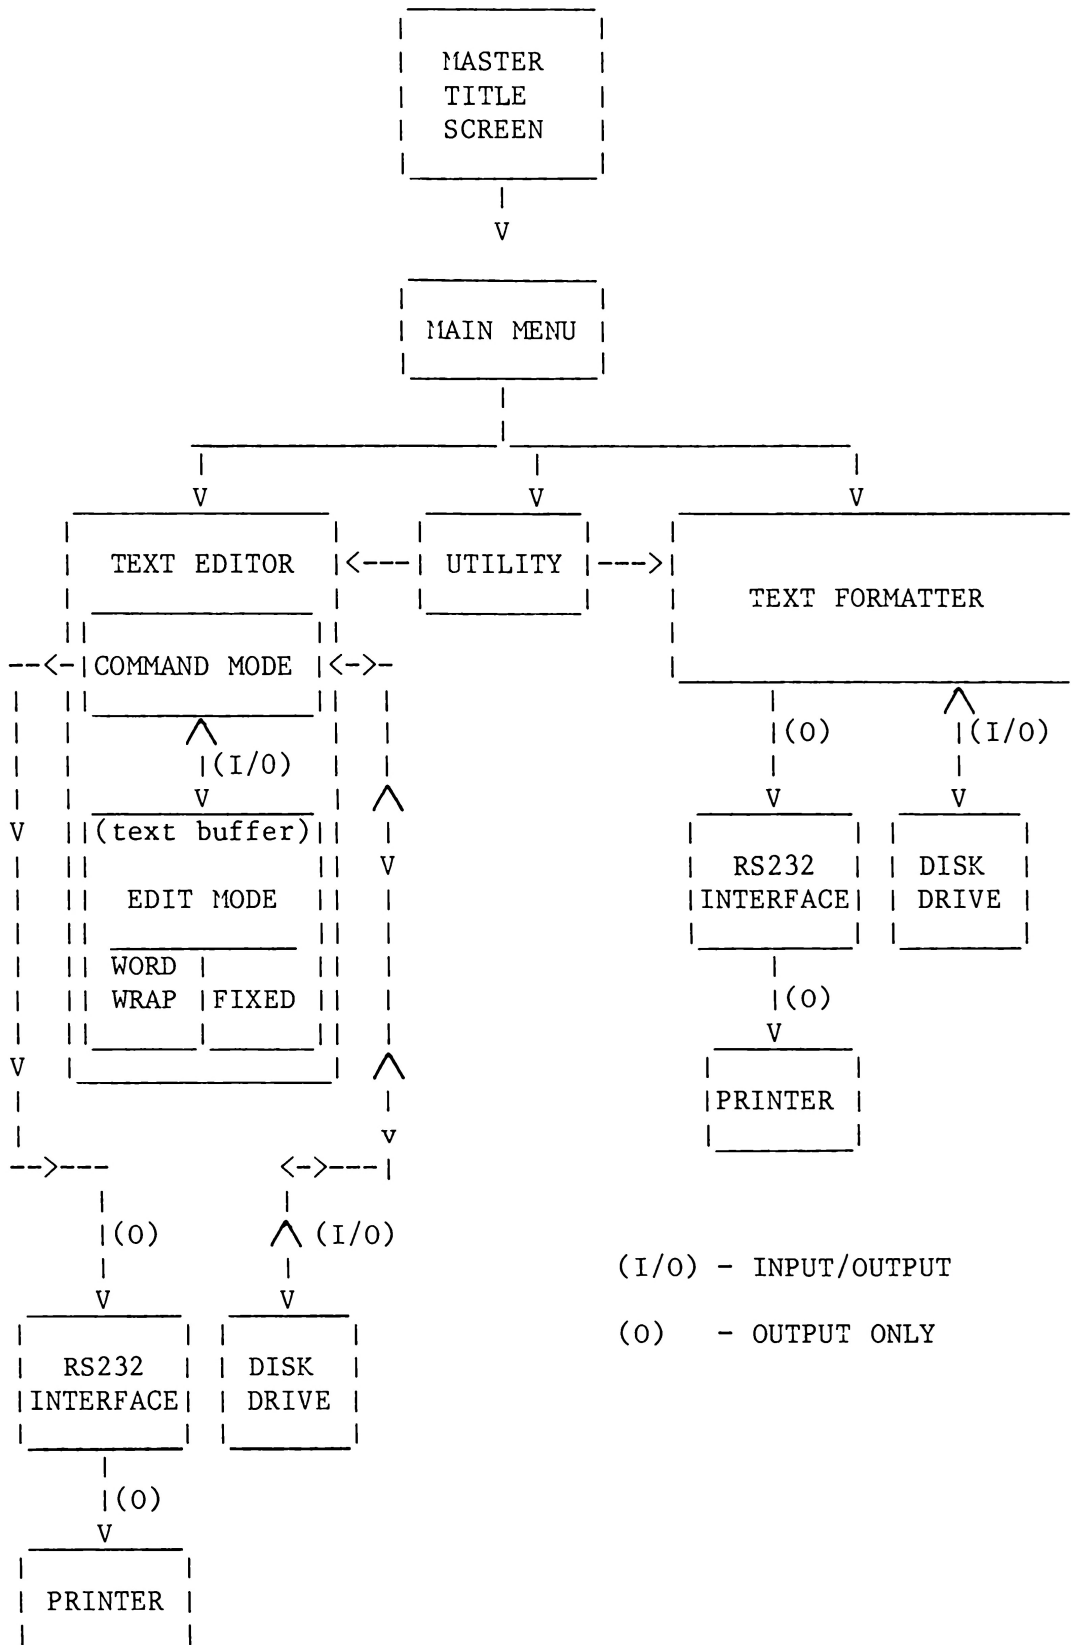 MASTER
TITLE
SCREEN
MAIN MENU
TEXT EDITOR
UTILITY
TEXT FORMATTER
COMMAND MODE
(I/O)
(text buffer)
EDIT MODE
WORD
WRAP
FIXED
(O)
(I/O)
RS232
INTERFACE
DISK
DRIVE
(O)
PRINTER
(O)
(I/O)
RS232
INTERFACE
DISK
DRIVE
(O)
PRINTER
(I/O) - INPUT/OUTPUT
(O) - OUTPUT ONLY